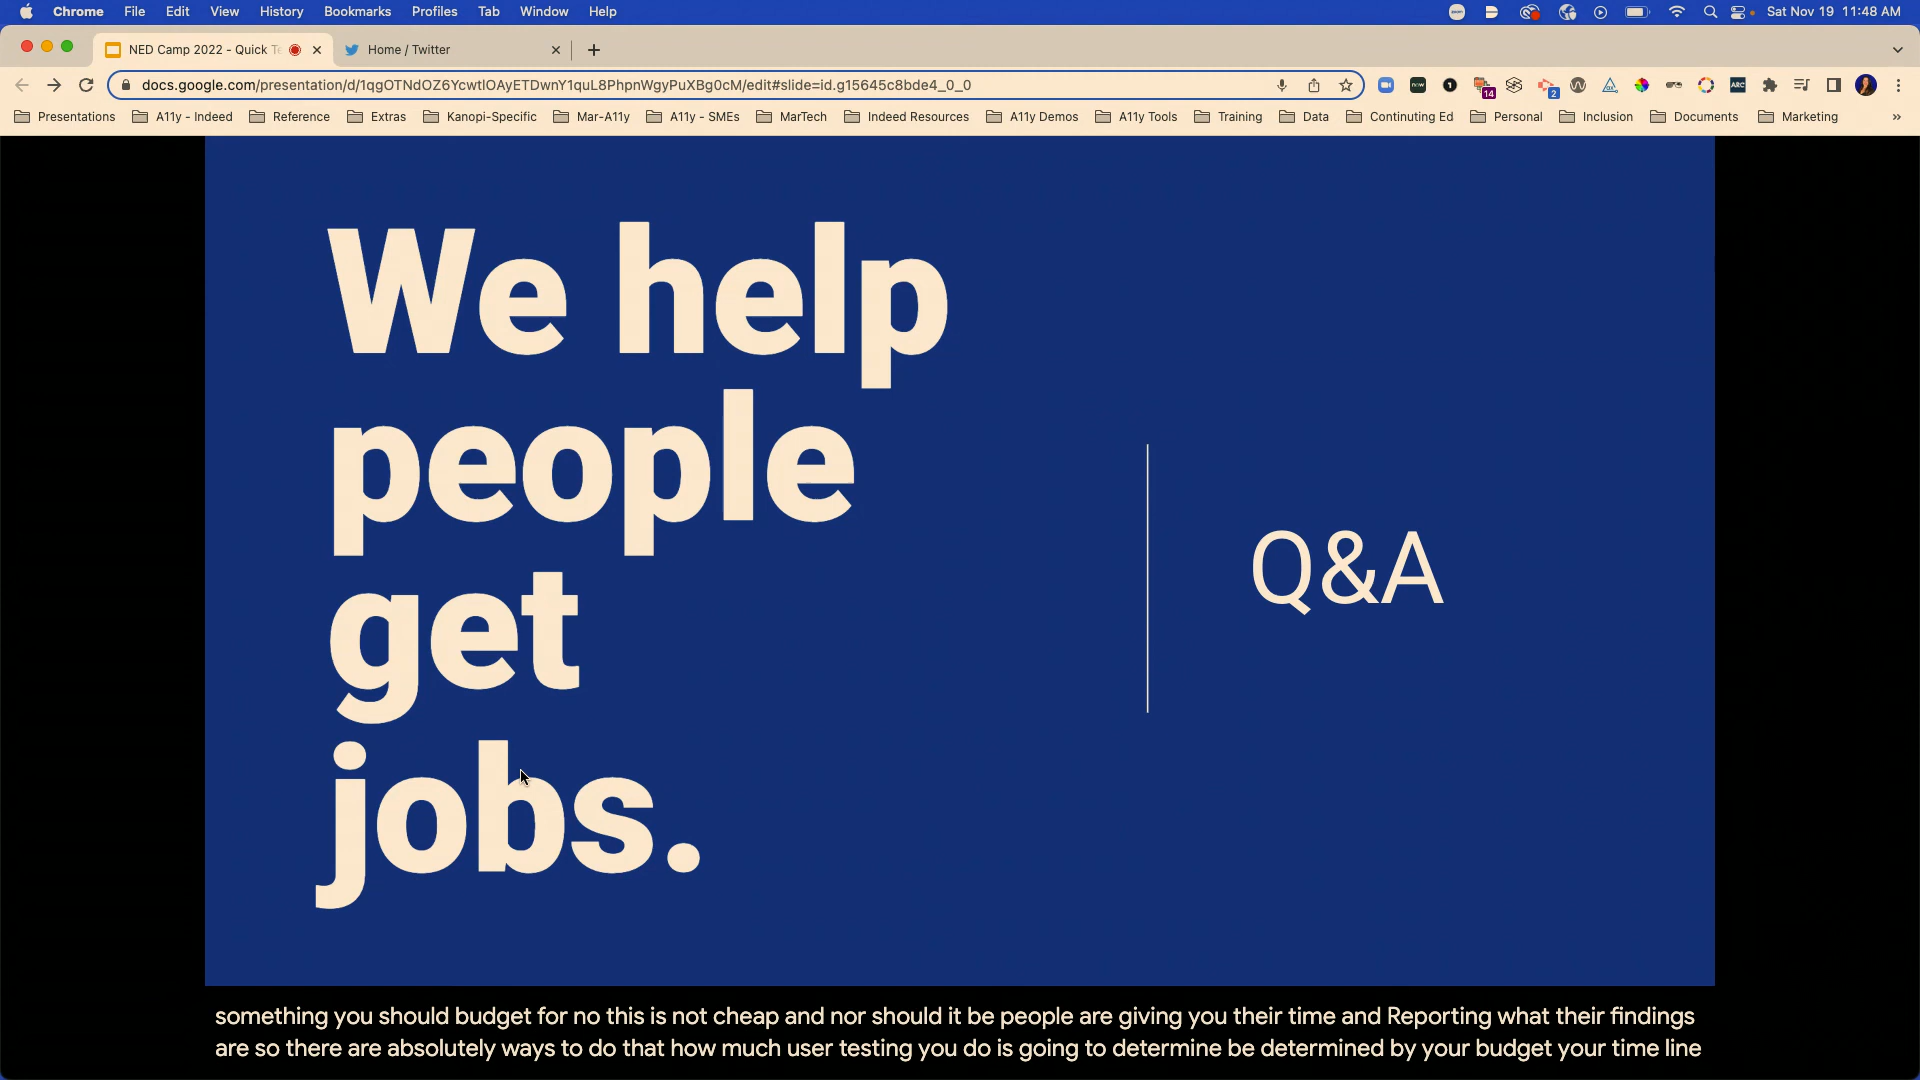 Chrome File Edit View History Bookmarks Profiles Tab Window Help Sat Nov 19 11:48 AM
NED Camp 2022 - Quick Home / Twitter
docs.google.com/presentation/d/1qgOTNdOZ6YcwtlOAyETDwnY1quL8PhpnWgyPuXBg0cM/edit#slide=id.g15645c8bde4_0_0 14 2 ARC
Presentations A11y - Indeed Reference Extras Kanopi-Specific Mar-A11y A11y - SMEs MarTech Indeed Resources A11y Demos A11y Tools Training Data Continuting Ed Personal Inclusion Documents Marketing »
We help
people
get
jobs.
Q&A
something you should budget for no this is not cheap and nor should it be people are giving you their time and Reporting what their findings
are so there are absolutely ways to do that how much user testing you do is going to determine be determined by your budget your time line